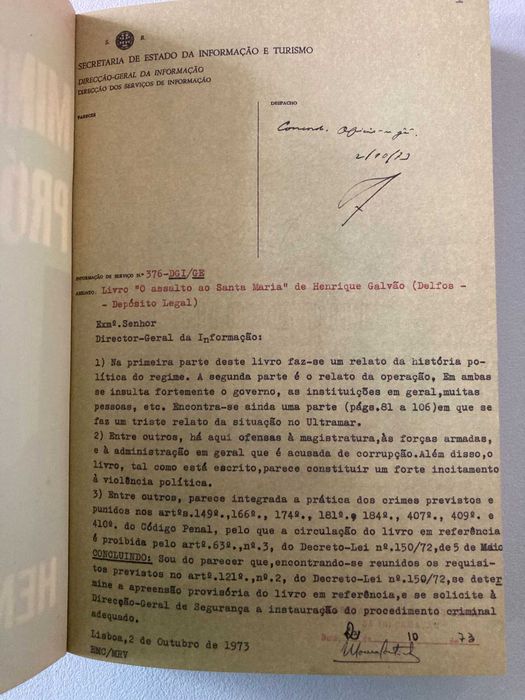 S. R.
SECRETARIA DE ESTADO DA INFORMAÇÃO E TURISMO
DIRECÇÃO-GERAL DA INFORMAÇÃO
DIRECÇÃO DOS SERVIÇOS DE INFORMAÇÃO
PARECER
DESPACHO
2/10/73
INFORMAÇÃO DE SERVIÇO N.º 376-DGI/GE
ASSUNTO: Livro "O assalto ao Santa Maria" de Henrique Galvão (Delfos -
- Depósito Legal)
Exmº.Senhor
Director-Geral da Informação:
1) Na primeira parte deste livro faz-se um relato da história po-
lítica do regime. A segunda parte é o relato da operação, Em ambas
se insulta fortemente o governo, as instituições em geral,muitas
pessoas, etc. Encontra-se ainda uma parte (págs.81 a 106)em que se
faz um triste relato da situação no Ultramar.
2) Entre outros, há aqui ofensas à magistratura,às forças armadas,
e à administração em geral que é acusada de corrupção.Além disso,o
livro, tal como está escrito,parece constituir um forte incitamento
à violência política.
3) Entre outros, parece integrada a prática dos crimes previstos e
punidos nos artºs.149º.,166º., 174º., 181º., 184º., 407º., 409º. e
410º. do Código Penal, pelo que a circulação do livro em referência
é proibida pelo artº.63º.,nº.3, do Decreto-Lei nº.150/72,de 5 de Maio
CONCLUINDO: Sou do parecer que,encontrando-se reunidos os requisi-
tos previstos no artº.121º.,nº.2, do Decreto-Lei nº.150/72,se deter
mine a apreensão provisória do livro em referência,e se solicite à
Direcção-Geral de Segurança a instauração do procedimento criminal
adequado.
10 73
Lisboa,2 de Outubro de 1973
EMC/MRV